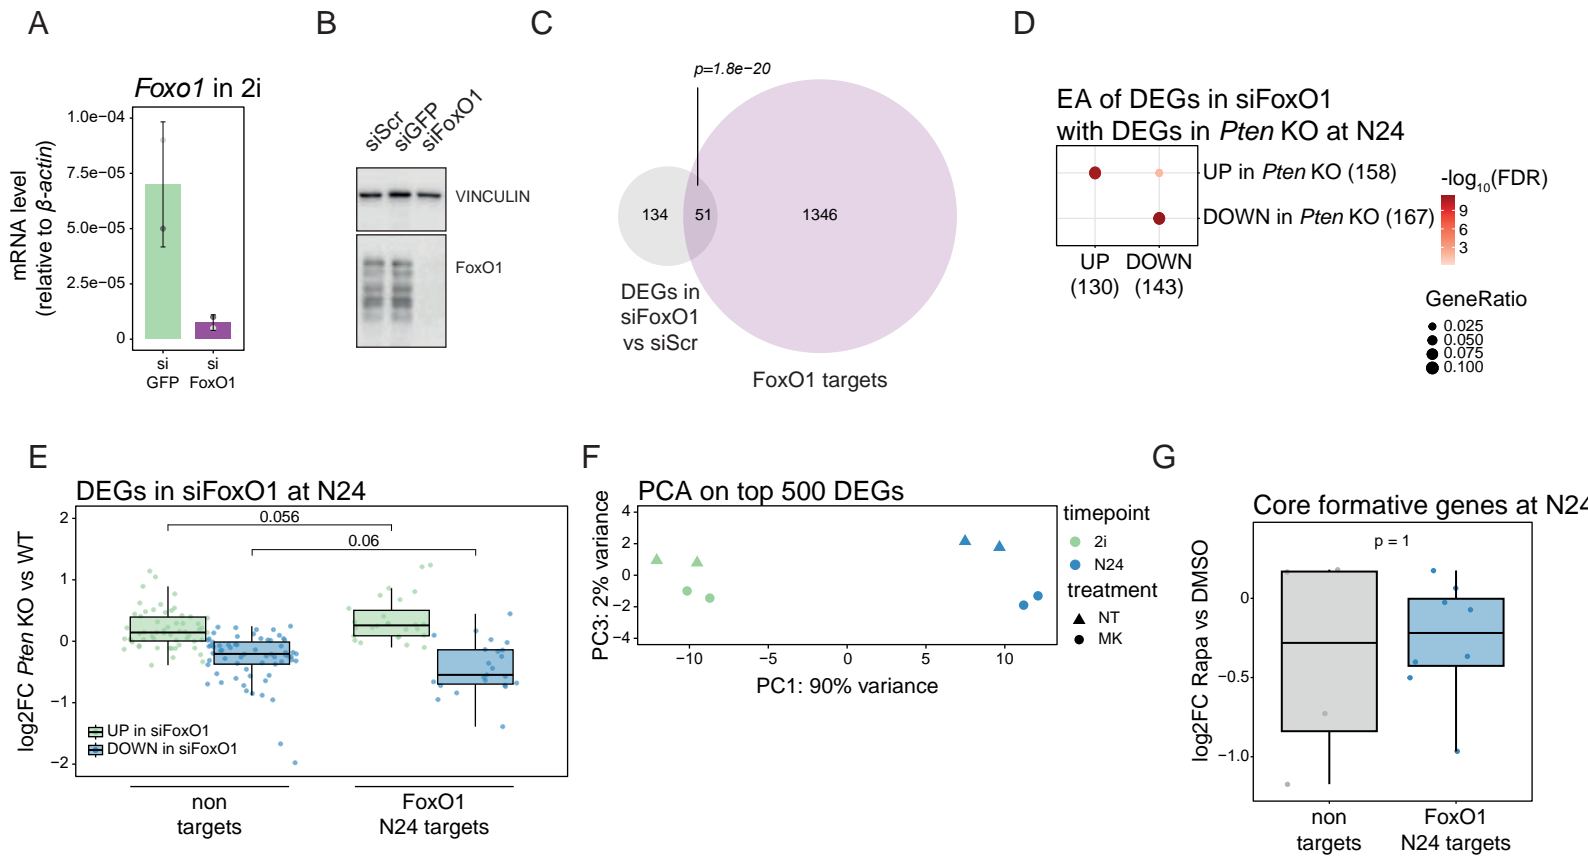 A
Foxo1 in 2i
mRNA level
(relative to β-actin)
1.0e−04
7.5e−05
5.0e−05
2.5e−05
0
si
GFP
si
FoxO1
B
siScr
siGFP
siFoxO1
VINCULIN
FoxO1
C
p=1.8e−20
134
51
1346
DEGs in
siFoxO1
vs siScr
FoxO1 targets
D
EA of DEGs in siFoxO1
with DEGs in Pten KO at N24
UP in Pten KO (158)
DOWN in Pten KO (167)
UP
(130)
DOWN
(143)
-log10(FDR)
9
6
3
GeneRatio
0.025
0.050
0.075
0.100
E
DEGs in siFoxO1 at N24
log2FC Pten KO vs WT
2
1
0
−1
−2
0.056
0.06
UP in siFoxO1
DOWN in siFoxO1
non
targets
FoxO1
N24 targets
F
PCA on top 500 DEGs
PC3: 2% variance
4
2
0
−2
−4
−10
−5
0
5
10
PC1: 90% variance
timepoint
2i
N24
treatment
NT
MK
G
Core formative genes at N24
log2FC Rapa vs DMSO
p = 1
0
−0.5
−1.0
non
targets
FoxO1
N24 targets